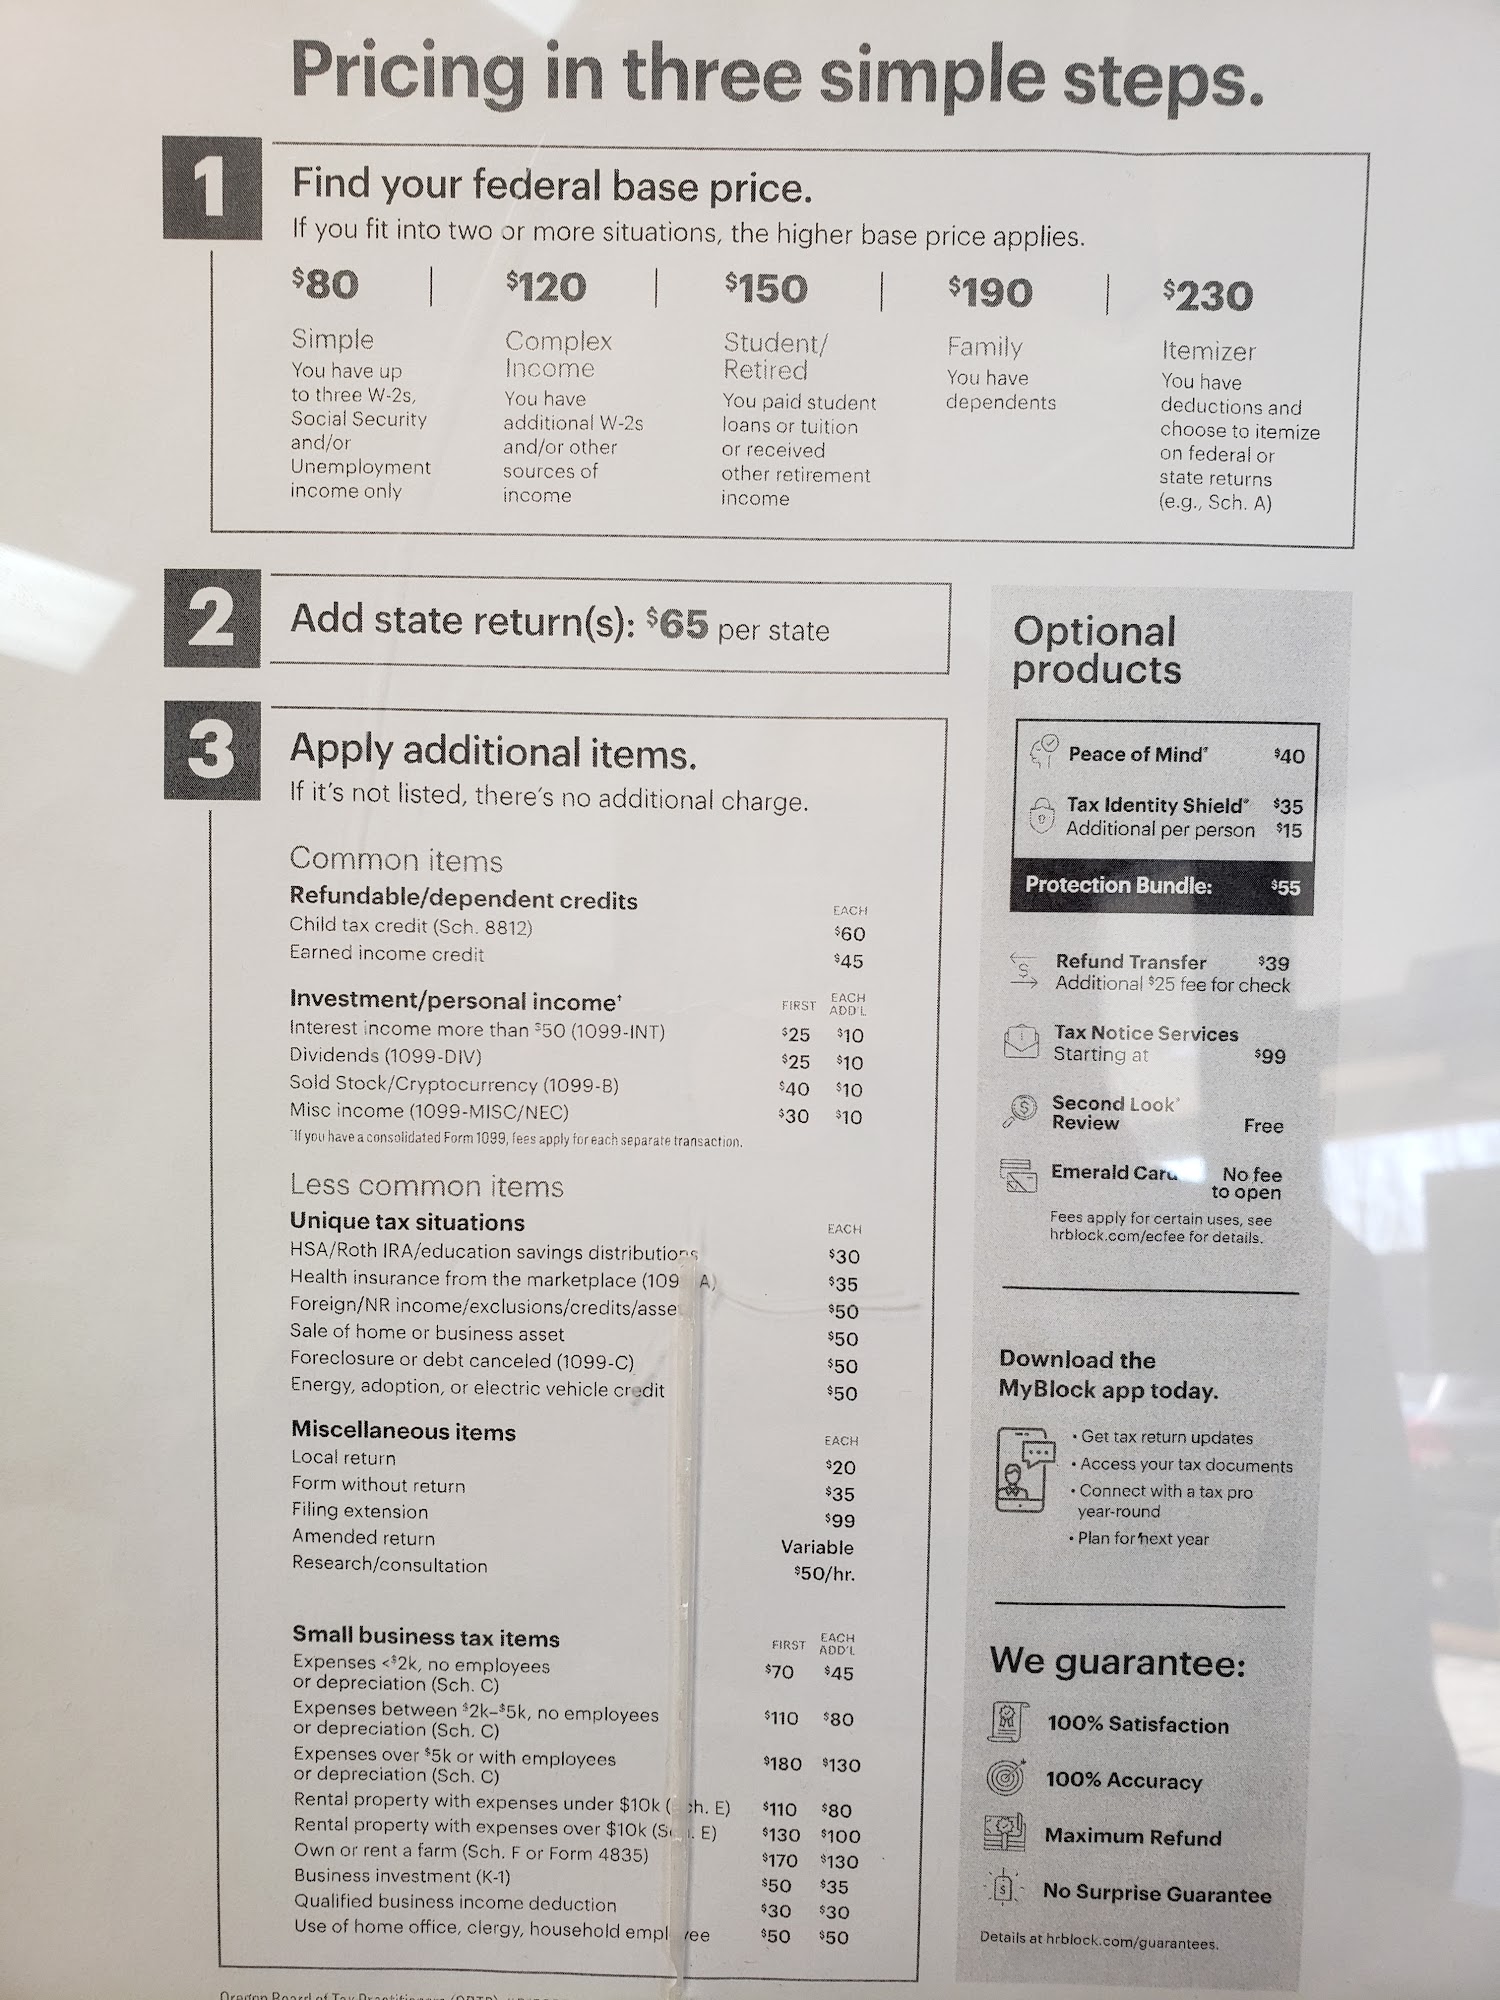 Pricing in three simple steps.
1
Find your federal base price.
If you fit into two or more situations, the higher base price applies.
$80
Simple
You have up
to three W-2s,
Social Security
and/or
Unemployment
income only
$120
Complex
Income
You have
additional W-2s
and/or other
sources of
income
$150
Student/
Retired
You paid student
loans or tuition
or received
other retirement
income
$190
Family
You have
dependents
$230
Itemizer
You have
deductions and
choose to itemize
on federal or
state returns
(e.g., Sch. A)
2
Add state return(s): $65 per state
3
Apply additional items.
If it's not listed, there's no additional charge.
Common items
Refundable/dependent credits EACH
Child tax credit (Sch. 8812) $60
Earned income credit $45
Investment/personal income† FIRST EACH ADD'L
Interest income more than $50 (1099-INT) $25 $10
Dividends (1099-DIV) $25 $10
Sold Stock/Cryptocurrency (1099-B) $40 $10
Misc income (1099-MISC/NEC) $30 $10
If you have a consolidated Form 1099, fees apply for each separate transaction.
Less common items
Unique tax situations EACH
HSA/Roth IRA/education savings distributions $30
Health insurance from the marketplace (109 A) $35
Foreign/NR income/exclusions/credits/asse $50
Sale of home or business asset $50
Foreclosure or debt canceled (1099-C) $50
Energy, adoption, or electric vehicle credit $50
Miscellaneous items EACH
Local return $20
Form without return $35
Filing extension $99
Amended return Variable
Research/consultation $50/hr.
Small business tax items FIRST EACH ADD'L
Expenses <$2k, no employees
or depreciation (Sch. C) $70 $45
Expenses between $2k–$5k, no employees
or depreciation (Sch. C) $110 $80
Expenses over $5k or with employees
or depreciation (Sch. C) $180 $130
Rental property with expenses under $10k ( ch. E) $110 $80
Rental property with expenses over $10k (S . E) $130 $100
Own or rent a farm (Sch. F or Form 4835) $170 $130
Business investment (K-1) $50 $35
Qualified business income deduction $30 $30
Use of home office, clergy, household empl yee $50 $50
Optional
products
Peace of Mind® $40
Tax Identity Shield® $35
Additional per person $15
Protection Bundle: $55
Refund Transfer $39
Additional $25 fee for check
Tax Notice Services
Starting at $99
Second Look®
Review Free
Emerald Card No fee
to open
Fees apply for certain uses, see
hrblock.com/ecfee for details.
Download the
MyBlock app today.
• Get tax return updates
• Access your tax documents
• Connect with a tax pro
year-round
• Plan for next year
We guarantee:
100% Satisfaction
100% Accuracy
Maximum Refund
No Surprise Guarantee
Details at hrblock.com/guarantees.